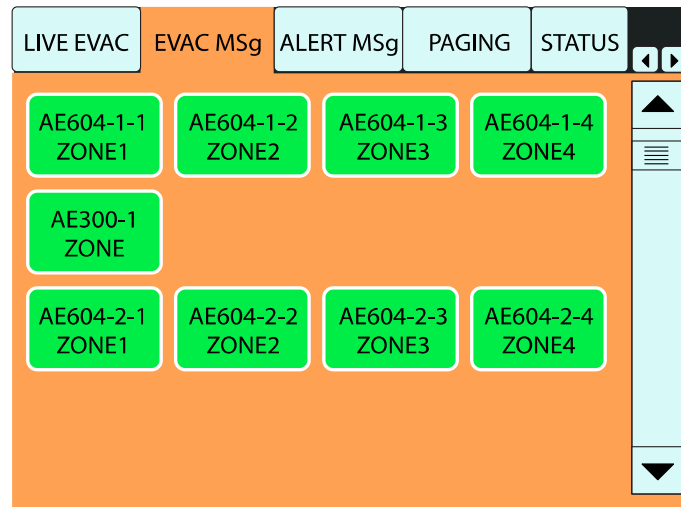 LIVE EVAC EVAC MSg ALERT MSg PAGING STATUS
AE604-1-1 AE604-1-2 AE604-1-3 AE604-1-4
ZONE1 ZONE2 ZONE3 ZONE4
AE300-1
ZONE
AE604-2-1 AE604-2-2 AE604-2-3 AE604-2-4
ZONE1 ZONE2 ZONE3 ZONE4